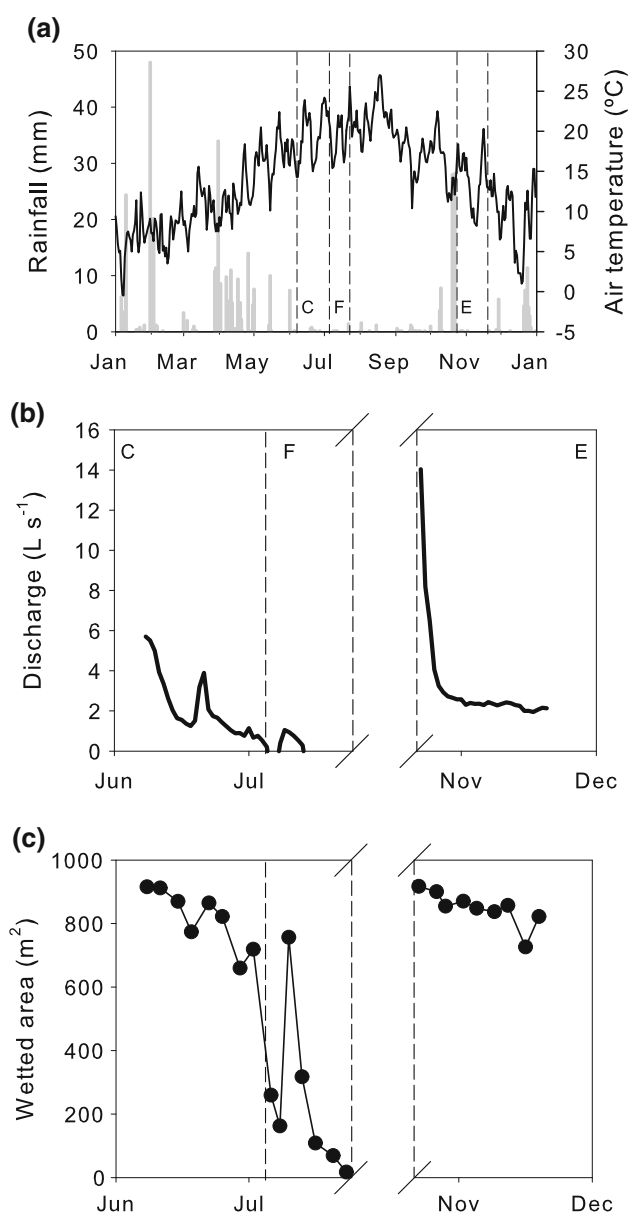 (a)
50
40
30
20
10
0
Rainfall (mm)
30
25
20
15
10
5
0
-5
Air temperature (ºC)
C
F
E
Jan
Mar
May
Jul
Sep
Nov
Jan
(b)
16
14
12
10
8
6
4
2
0
Discharge (L s-1)
C
F
E
Jun
Jul
Nov
Dec
(c)
1000
800
600
400
200
0
Wetted area (m2)
Jun
Jul
Nov
Dec